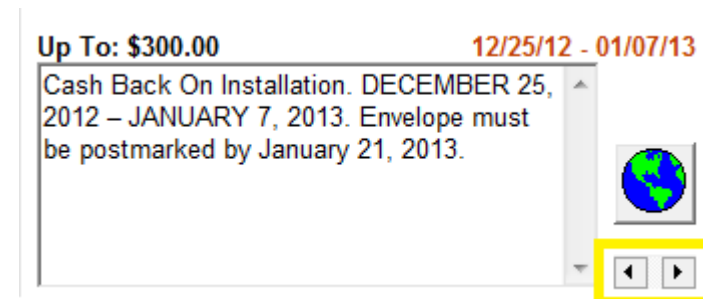 Up To: $300.00 12/25/12 - 01/07/13
Cash Back On Installation. DECEMBER 25,
2012 – JANUARY 7, 2013. Envelope must
be postmarked by January 21, 2013.